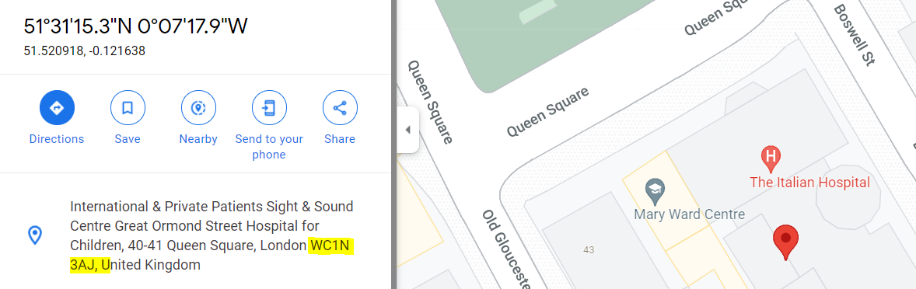 51°31'15.3"N 0°07'17.9"W
51.520918, -0.121638
Directions
Save
Nearby
Send to your
phone
Share
International & Private Patients Sight & Sound
Centre Great Ormond Street Hospital for
Children, 40-41 Queen Square, London WC1N
3AJ, United Kingdom
Queen Square
Queen Square
Boswell St
Queen Square
H
The Italian Hospital
Mary Ward Centre
Old Glouceste
43